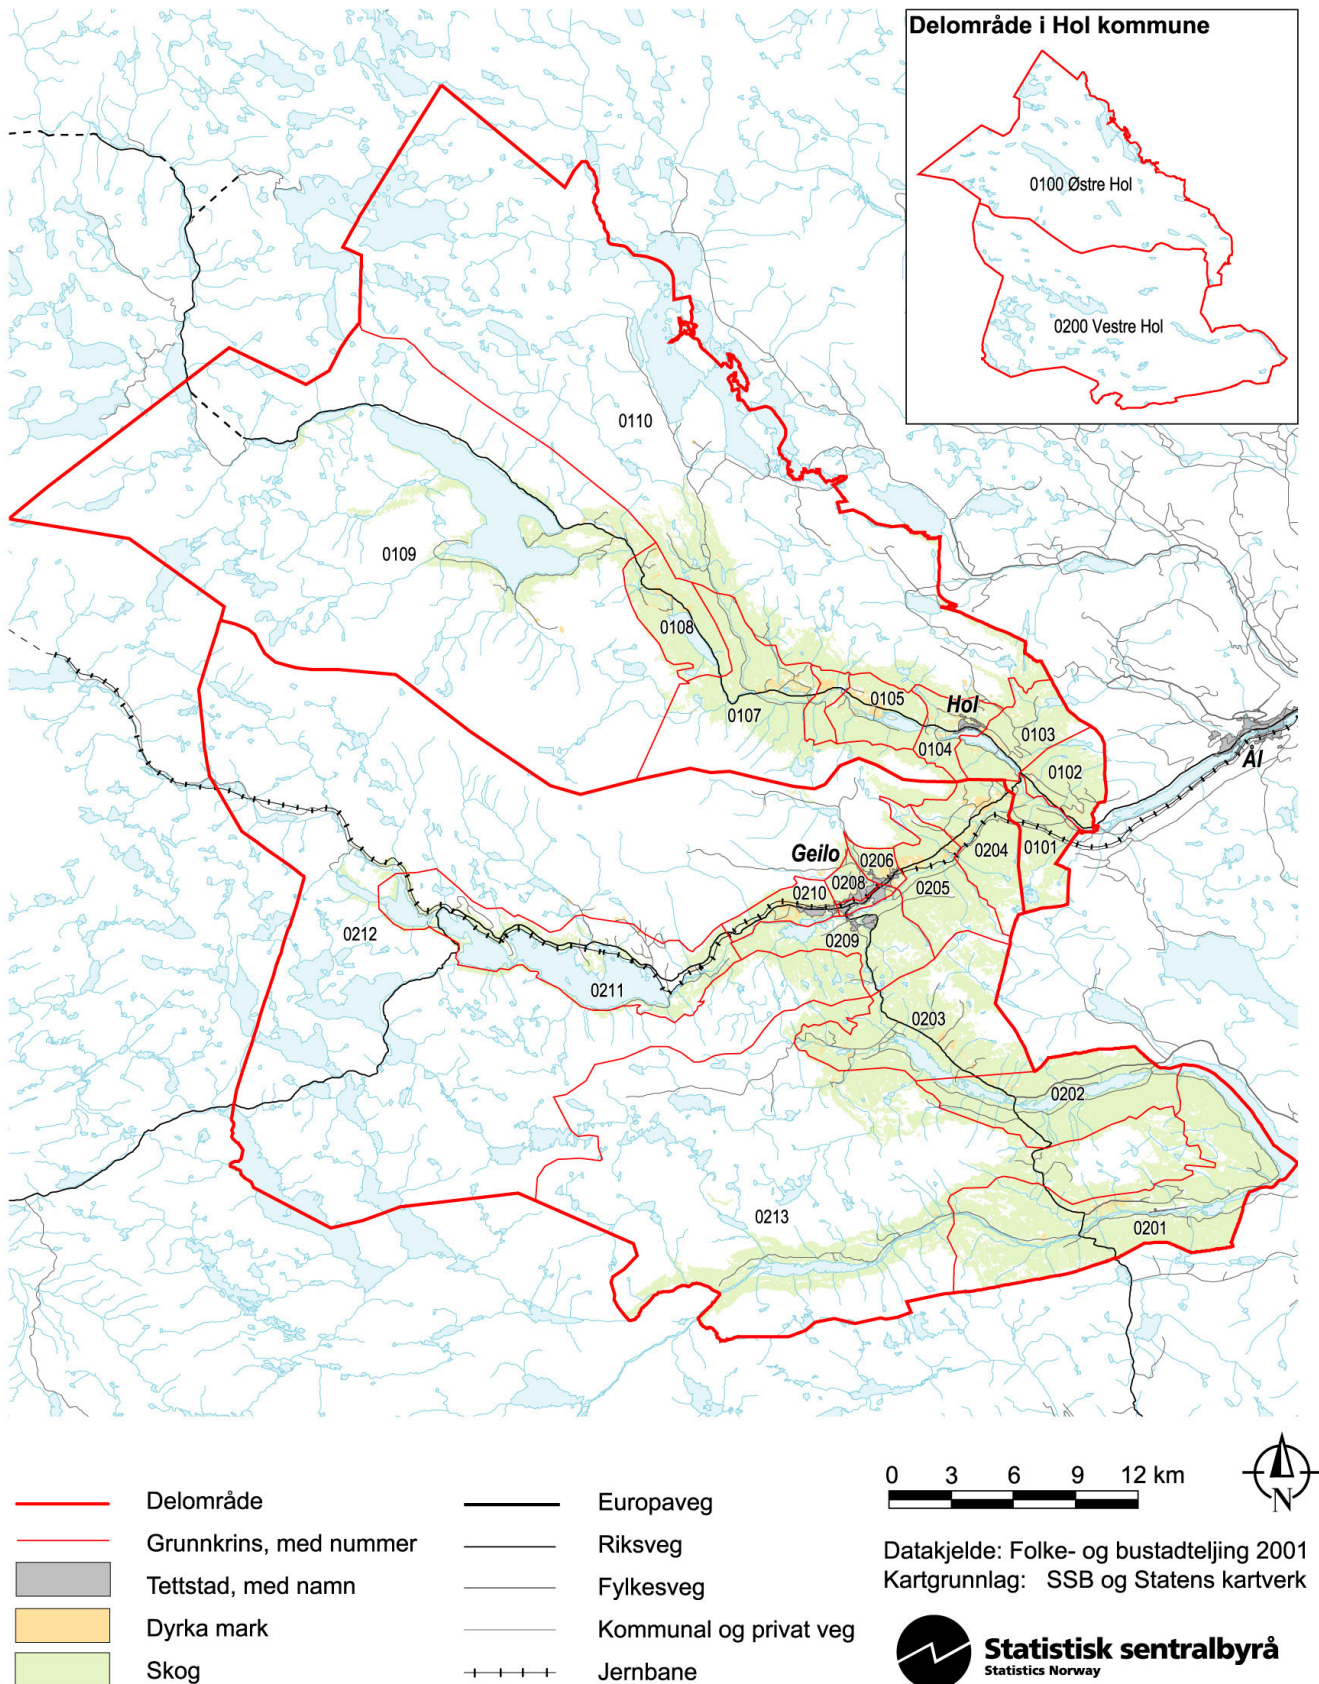 Delområde i Hol kommune
0100 Østre Hol
0200 Vestre Hol
0110
0109
0108
0107
0105
Hol
0104
0103
0102
Ål
0101
0204
Geilo
0206
0208
0205
0210
0209
0212
0211
0203
0202
0213
0201
0 3 6 9 12 km
N
Delområde
Grunnkrins, med nummer
Tettstad, med namn
Dyrka mark
Skog
Europaveg
Riksveg
Fylkesveg
Kommunal og privat veg
Jernbane
Datakjelde: Folke- og bustadteljing 2001
Kartgrunnlag: SSB og Statens kartverk
Statistisk sentralbyrå
Statistics Norway